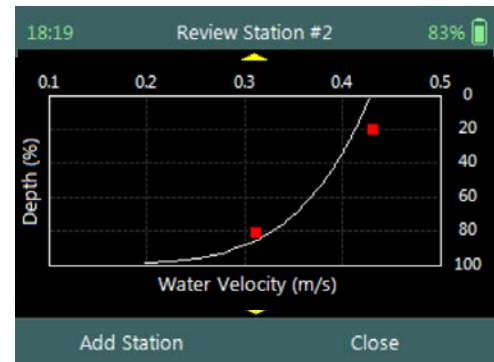 18:19 Review Station #2 83%
0.1 0.2 0.3 0.4 0.5
0
20
40
60
80
100
Depth (%)
Water Velocity (m/s)
Add Station Close